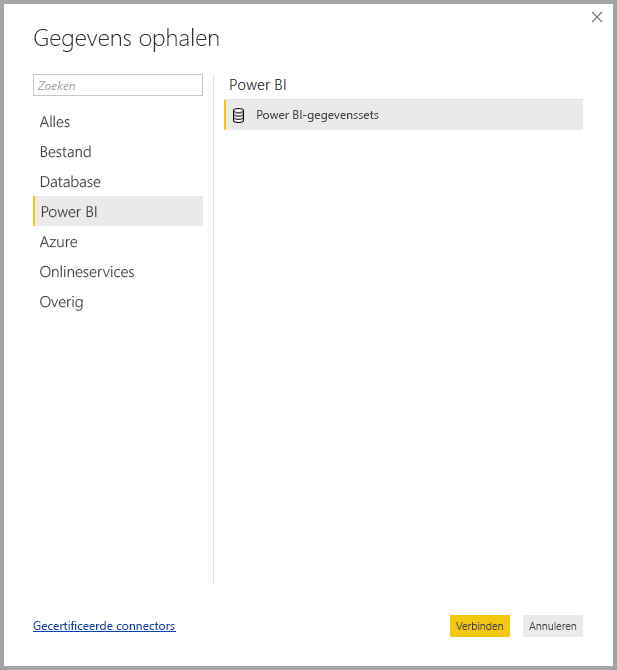 Gegevens ophalen
Zoeken
Alles
Bestand
Database
Power BI
Azure
Onlineservices
Overig
Power BI
Power BI-gegevenssets
Gecertificeerde connectors
Verbinden
Annuleren